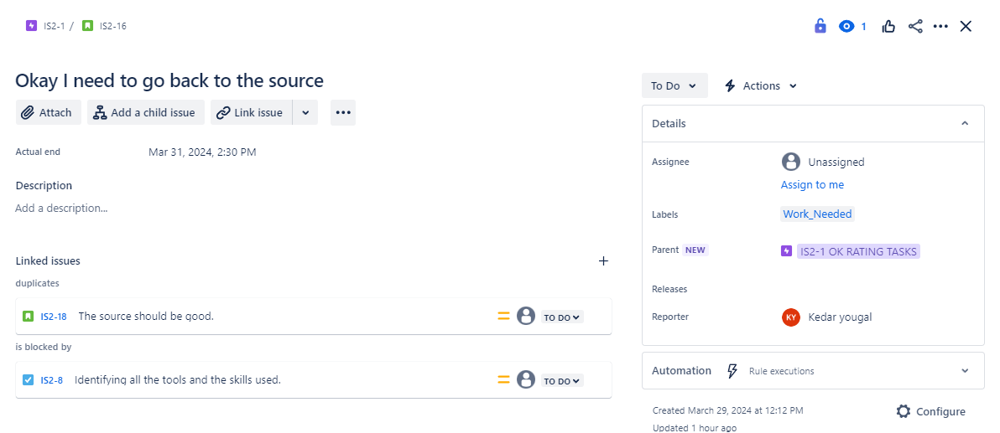 IS2-1 / IS2-16
1
Okay I need to go back to the source
Attach
Add a child issue
Link issue
Actual end
Mar 31, 2024, 2:30 PM
Description
Add a description...
Linked issues
duplicates
IS2-18 The source should be good. TO DO
is blocked by
IS2-8 Identifying all the tools and the skills used. TO DO
To Do
Actions
Details
Assignee
Unassigned
Assign to me
Labels
Work_Needed
Parent NEW
IS2-1 OK RATING TASKS
Releases
Reporter
KY Kedar yougal
Automation
Rule executions
Created March 29, 2024 at 12:12 PM
Configure
Updated 1 hour ago